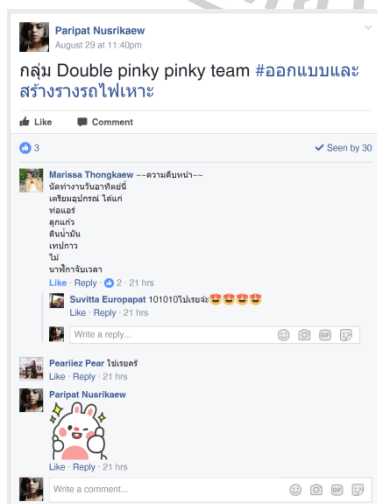 Paripat Nusrikaew
August 29 at 11:40pm
กลุ่ม Double pinky pinky team #ออกแบบและ
สร้างรางรถไฟเหาะ
Like Comment
3 Seen by 30
Marissa Thongkaew ~~ความคืบหน้า~~
นัดทำงานวันอาทิตย์นี้
เตรียมอุปกรณ์ ได้แก่
ท่อแอร์
ลูกแก้ว
ดินน้ำมัน
เทปกาว
ไม้
นาฬิกาจับเวลา
Like · Reply · 2 · 21 hrs
Suvitta Europapat 101010ไปเรยจ้ะ😍😍😍😍
Like · Reply · 21 hrs
Write a reply...
GIF
Peariiez Pear ใช่เรยครี
Like · Reply · 21 hrs
Paripat Nusrikaew
Like · Reply · 21 hrs
Write a comment...
GIF